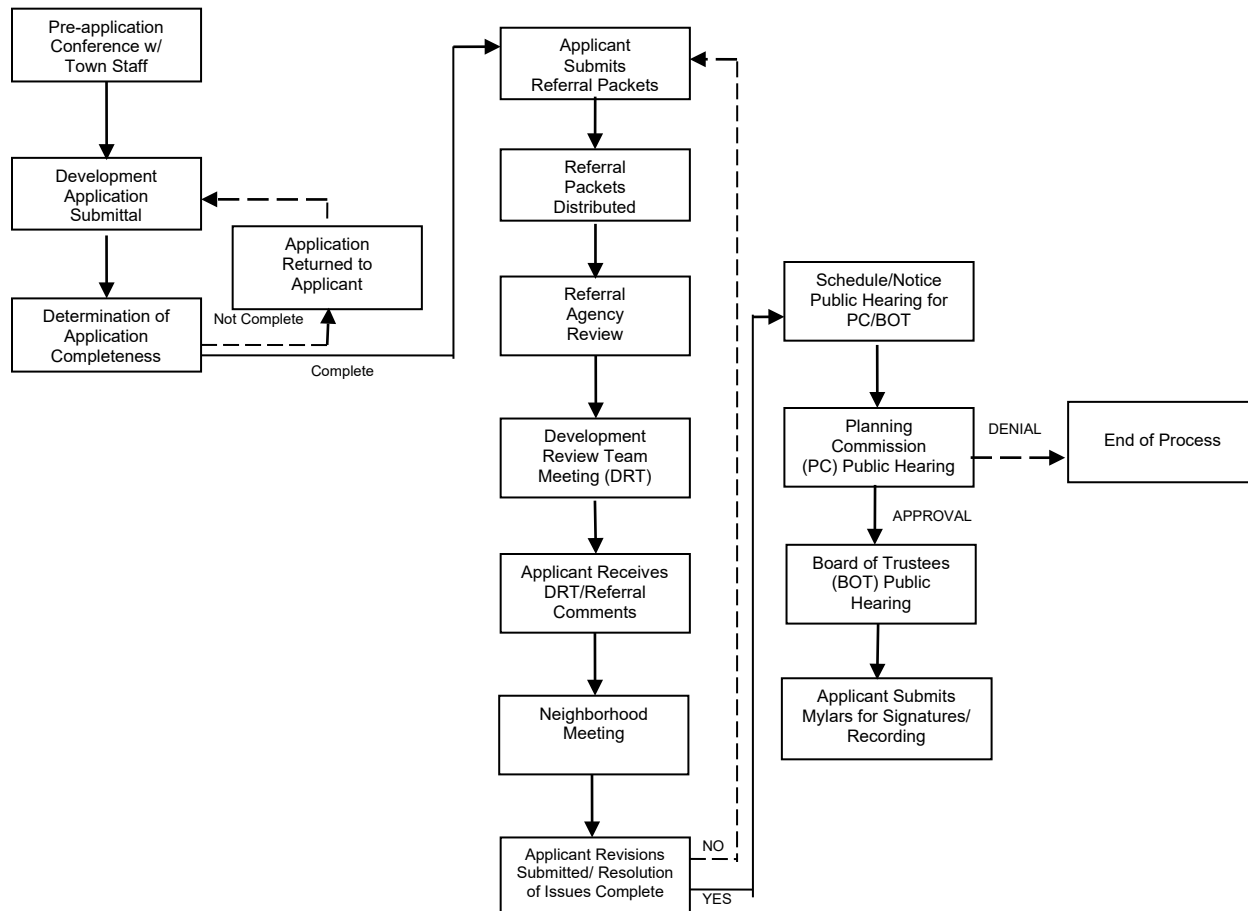 Pre-application
Conference w/
Town Staff
Development
Application
Submittal
Application
Returned to
Applicant
Determination of
Application
Completeness
Not Complete
Complete
Applicant
Submits
Referral Packets
Referral
Packets
Distributed
Referral
Agency
Review
Development
Review Team
Meeting (DRT)
Applicant Receives
DRT/Referral
Comments
Neighborhood
Meeting
Applicant Revisions
Submitted/ Resolution
of Issues Complete
NO
YES
Schedule/Notice
Public Hearing for
PC/BOT
Planning
Commission
(PC) Public Hearing
DENIAL
End of Process
APPROVAL
Board of Trustees
(BOT) Public
Hearing
Applicant Submits
Mylars for Signatures/
Recording